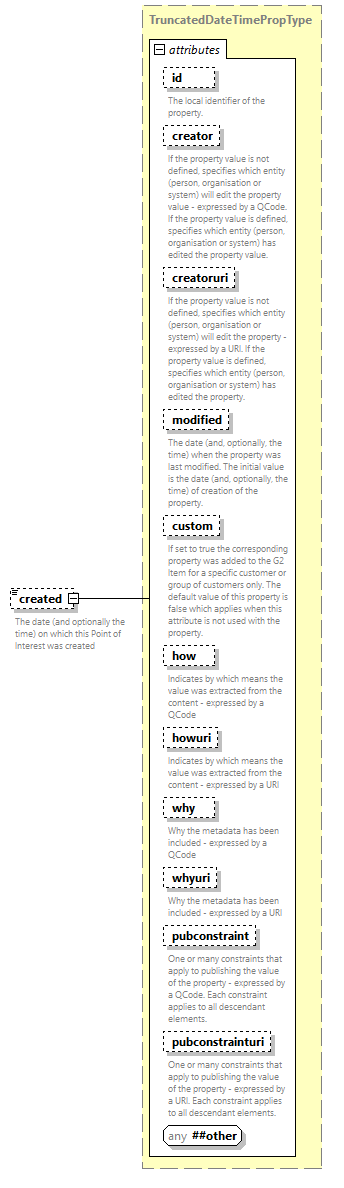 TruncatedDateTimePropType
attributes
id
The local identifier of the
property.
creator
If the property value is not
defined, specifies which entity
(person, organisation or
system) will edit the property
value - expressed by a QCode.
If the property value is defined,
specifies which entity (person,
organisation or system) has
edited the property value.
creatoruri
If the property value is not
defined, specifies which entity
(person, organisation or
system) will edit the property -
expressed by a URI. If the
property value is defined,
specifies which entity (person,
organisation or system) has
edited the property.
modified
The date (and, optionally, the
time) when the property was
last modified. The initial value
is the date (and, optionally, the
time) of creation of the
property.
custom
If set to true the corresponding
property was added to the G2
Item for a specific customer or
group of customers only. The
default value of this property is
false which applies when this
attribute is not used with the
property.
created
The date (and optionally the
time) on which this Point of
Interest was created
how
Indicates by which means the
value was extracted from the
content - expressed by a
QCode
howuri
Indicates by which means the
value was extracted from the
content - expressed by a URI
why
Why the metadata has been
included - expressed by a
QCode
whyuri
Why the metadata has been
included - expressed by a URI
pubconstraint
One or many constraints that
apply to publishing the value
of the property - expressed by
a QCode. Each constraint
applies to all descendant
elements.
pubconstrainturi
One or many constraints that
apply to publishing the value
of the property - expressed by
a URI. Each constraint applies
to all descendant elements.
any ##other